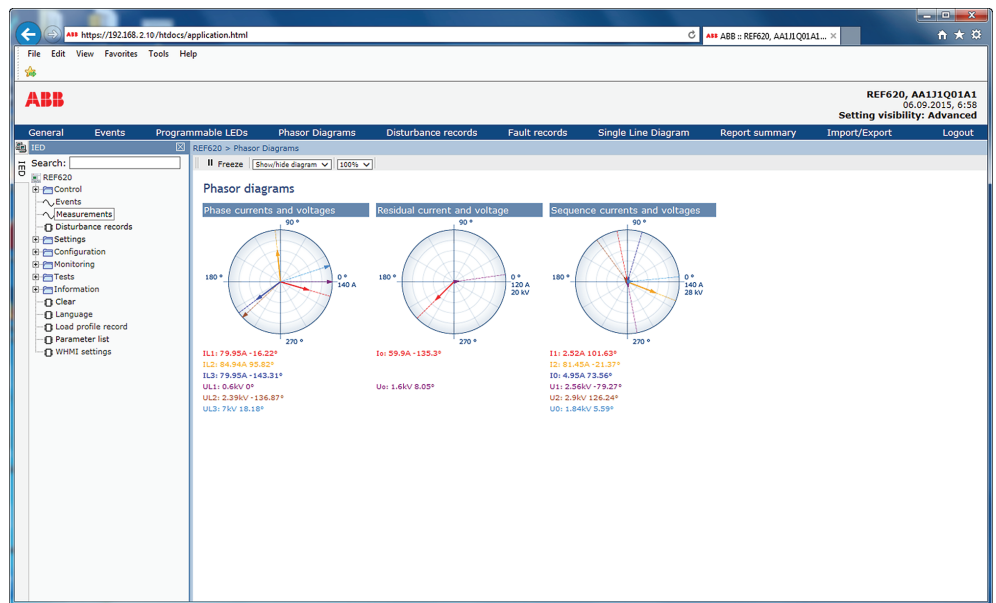 ABB https://192.168.2.10/htdocs/application.html
ABB ABB :: REF620, AA1J1Q01A1...
File Edit View Favorites Tools Help
ABB
REF620, AA1J1Q01A1
06.09.2015, 6:58
Setting visibility: Advanced
General Events Programmable LEDs Phasor Diagrams Disturbance records Fault records Single Line Diagram Report summary Import/Export Logout
IED
IED
Search:
REF620
Control
Events
Measurements
Disturbance records
Settings
Configuration
Monitoring
Tests
Information
Clear
Language
Load profile record
Parameter list
WHMI settings
REF620 > Phasor Diagrams
Freeze Show/hide diagram 100%
Phasor diagrams
Phase currents and voltages
90 °
180 °
0 °
140 A
270 °
IL1: 79.95A -16.22°
IL2: 84.94A 95.82°
IL3: 79.95A -143.31°
UL1: 0.6kV 0°
UL2: 2.39kV -136.87°
UL3: 7kV 18.18°
Residual current and voltage
90 °
180 °
0 °
120 A
20 kV
270 °
Io: 59.9A -135.3°
Uo: 1.6kV 8.05°
Sequence currents and voltages
90 °
180 °
0 °
140 A
28 kV
270 °
I1: 2.52A 101.63°
I2: 81.45A -21.37°
I0: 4.95A 73.56°
U1: 2.56kV -79.27°
U2: 2.9kV 126.24°
U0: 1.84kV 5.59°